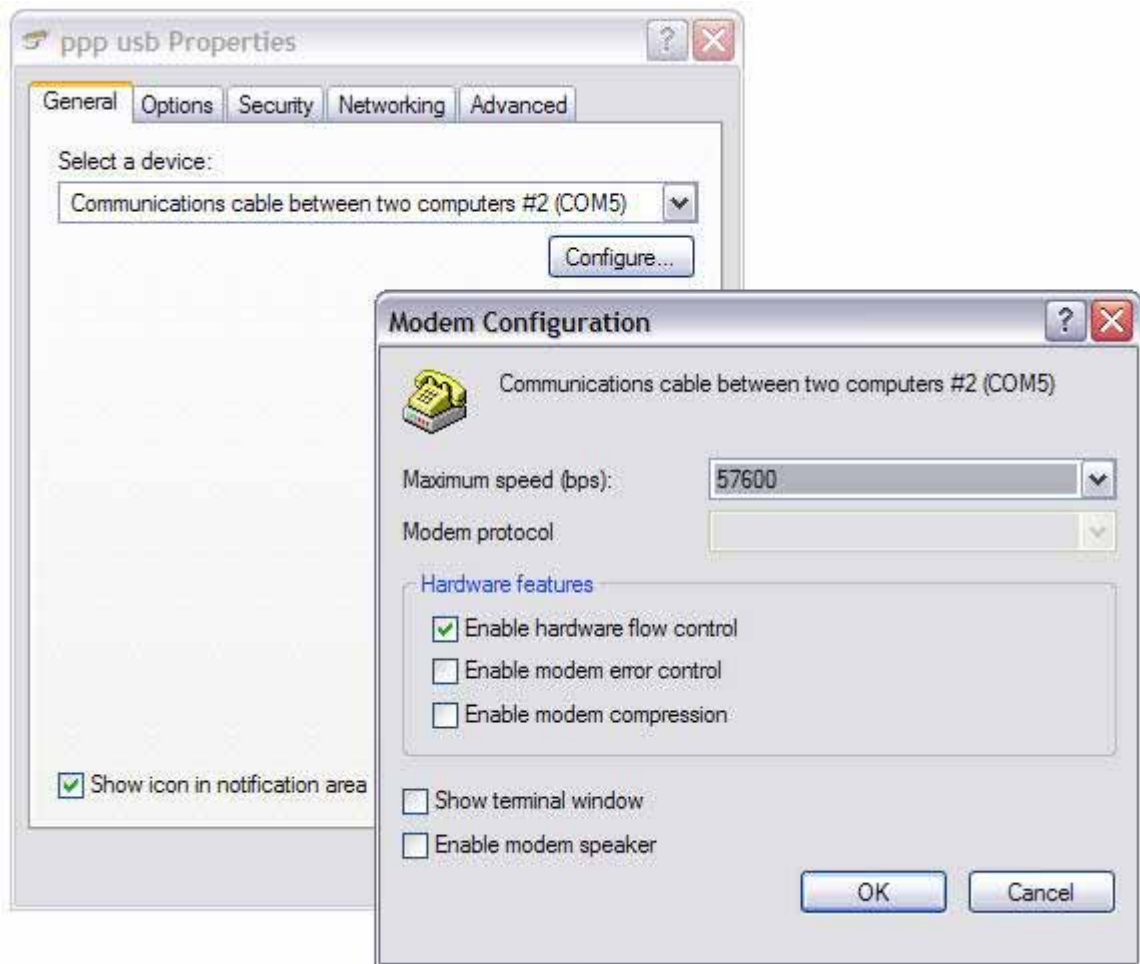 ppp usb Properties
General Options Security Networking Advanced
Select a device:
Communications cable between two computers #2 (COM5)
Configure...
Modem Configuration
Communications cable between two computers #2 (COM5)
Maximum speed (bps): 57600
Modem protocol
Hardware features
Enable hardware flow control
Enable modem error control
Enable modem compression
Show icon in notification area
Show terminal window
Enable modem speaker
OK Cancel